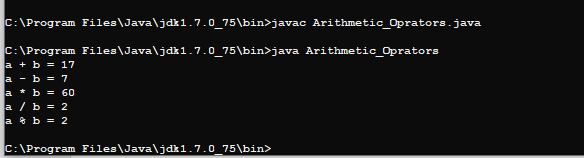 C:\Program Files\Java\jdk1.7.0_75\bin>javac Arithmetic_Oprators.java
C:\Program Files\Java\jdk1.7.0_75\bin>java Arithmetic_Oprators
a + b = 17
a - b = 7
a * b = 60
a / b = 2
a % b = 2
C:\Program Files\Java\jdk1.7.0_75\bin>